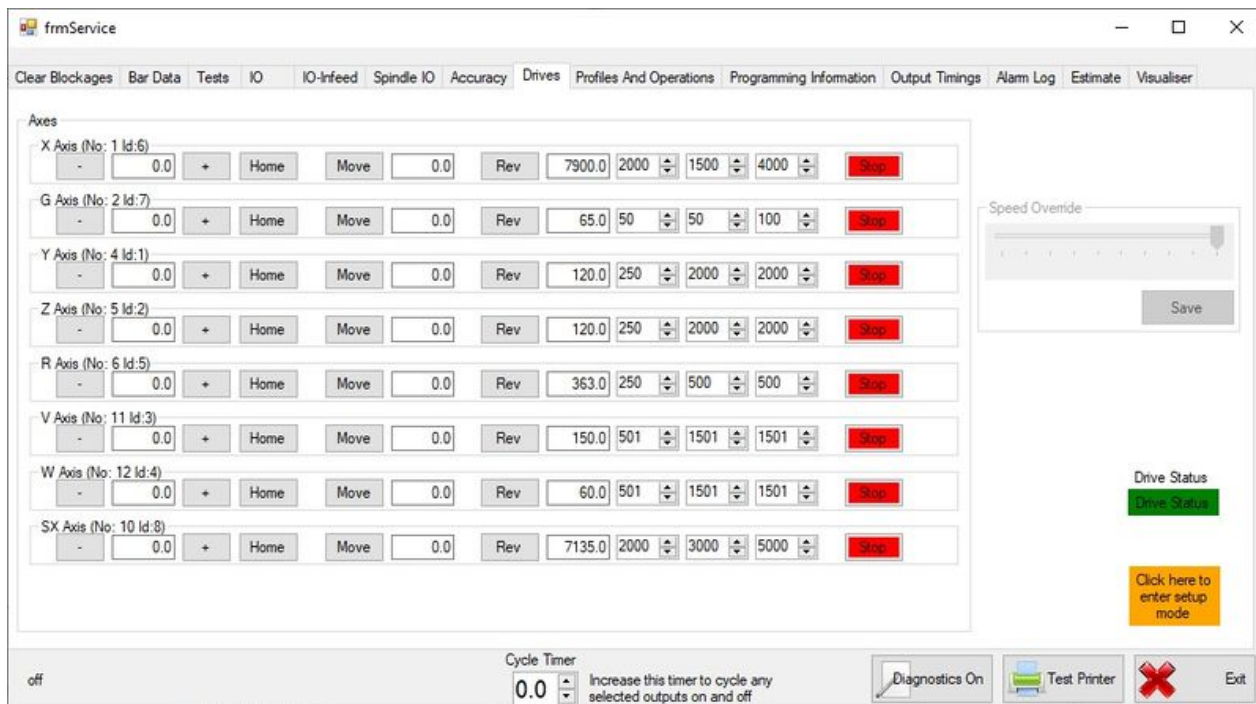 frmService
Clear Blockages Bar Data Tests IO IO-Infeed Spindle IO Accuracy Drives Profiles And Operations Programming Information Output Timings Alarm Log Estimate Visualiser
Axes
X Axis (No: 1 Id:6)
- 0.0 + Home Move 0.0 Rev 7900.0 2000 1500 4000 Stop
G Axis (No: 2 Id:7)
- 0.0 + Home Move 0.0 Rev 65.0 50 50 100 Stop
Y Axis (No: 4 Id:1)
- 0.0 + Home Move 0.0 Rev 120.0 250 2000 2000 Stop
Z Axis (No: 5 Id:2)
- 0.0 + Home Move 0.0 Rev 120.0 250 2000 2000 Stop
R Axis (No: 6 Id:5)
- 0.0 + Home Move 0.0 Rev 363.0 250 500 500 Stop
V Axis (No: 11 Id:3)
- 0.0 + Home Move 0.0 Rev 150.0 501 1501 1501 Stop
W Axis (No: 12 Id:4)
- 0.0 + Home Move 0.0 Rev 60.0 501 1501 1501 Stop
SX Axis (No: 10 Id:8)
- 0.0 + Home Move 0.0 Rev 7135.0 2000 3000 5000 Stop
Speed Override
Save
Drive Status
Drive Status
Click here to
enter setup
mode
off
Cycle Timer
0.0
Increase this timer to cycle any
selected outputs on and off
Diagnostics On
Test Printer
Exit